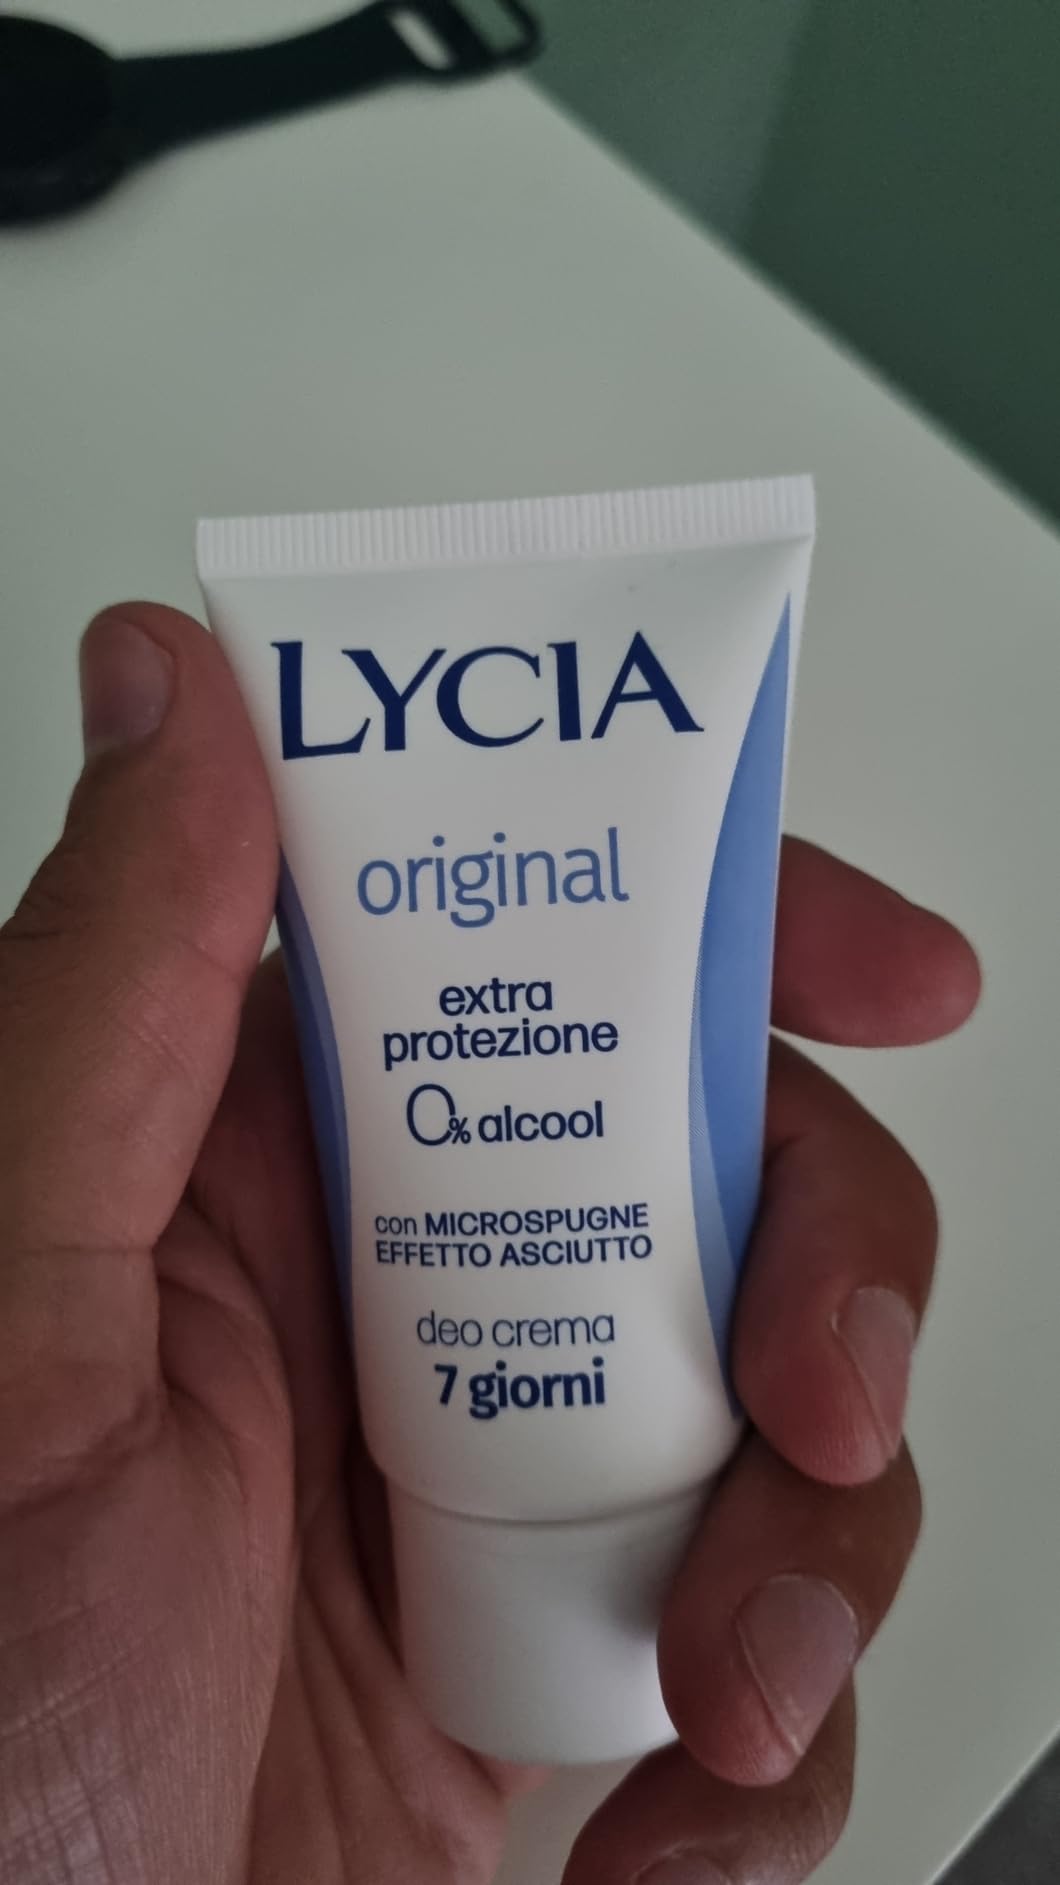 LYCIA
original
extra
protezione
0% alcool
con MICROSPUGNE
EFFETTO ASCIUTTO
deo crema
7 giorni